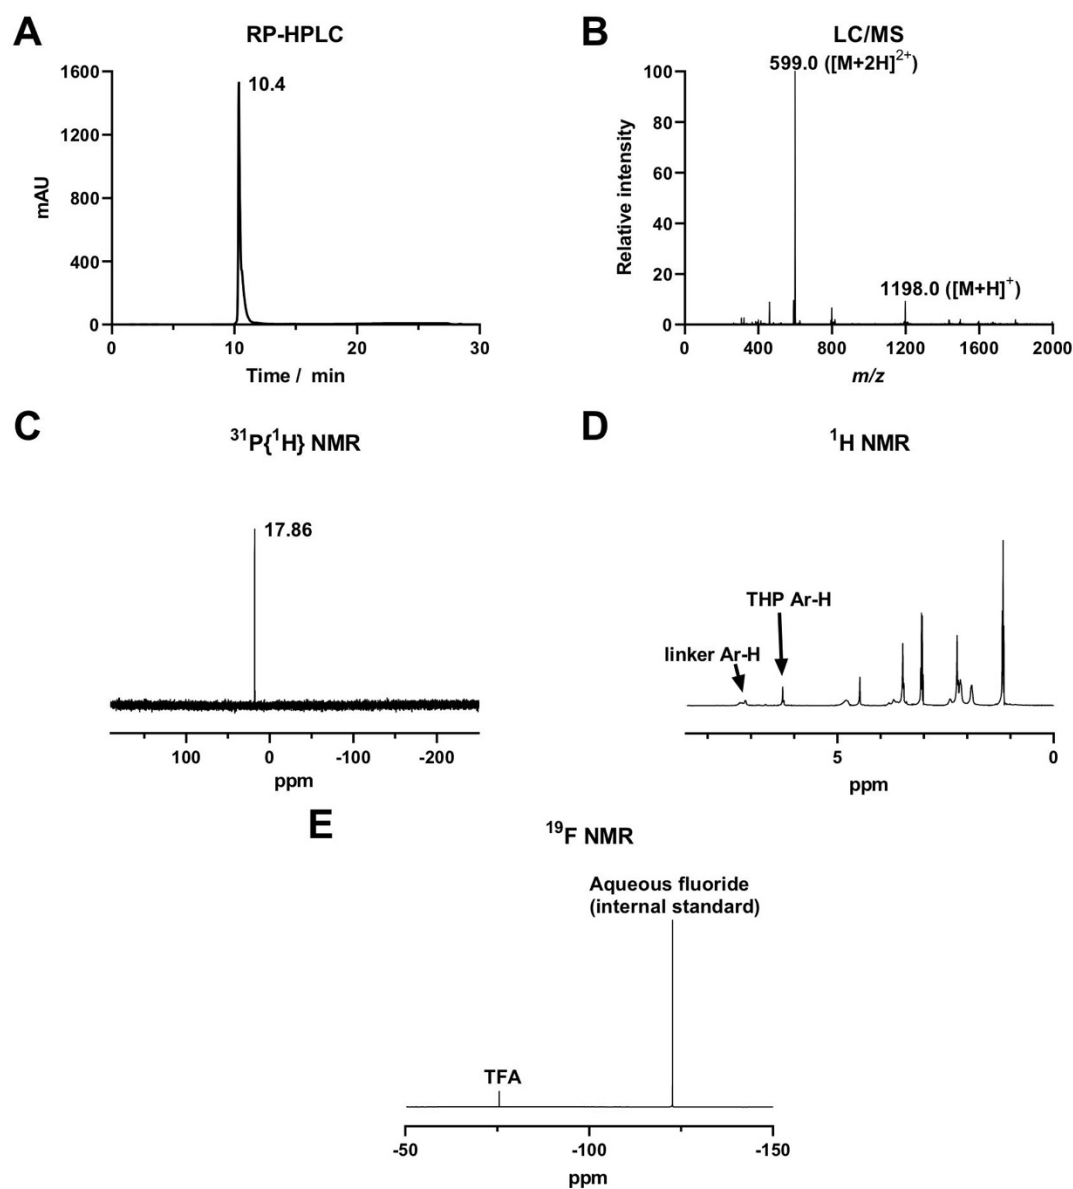 A
RP-HPLC
1600
1200
800
400
0
mAU
10.4
0
10
20
30
Time / min
B
LC/MS
599.0 ([M+2H]²⁺)
100
80
60
40
20
0
Relative intensity
1198.0 ([M+H]⁺)
0
400
800
1200
1600
2000
m/z
C
³¹P{¹H} NMR
17.86
100
0
-100
-200
ppm
D
¹H NMR
THP Ar-H
linker Ar-H
5
0
ppm
E
¹⁹F NMR
Aqueous fluoride
(internal standard)
TFA
-50
-100
-150
ppm